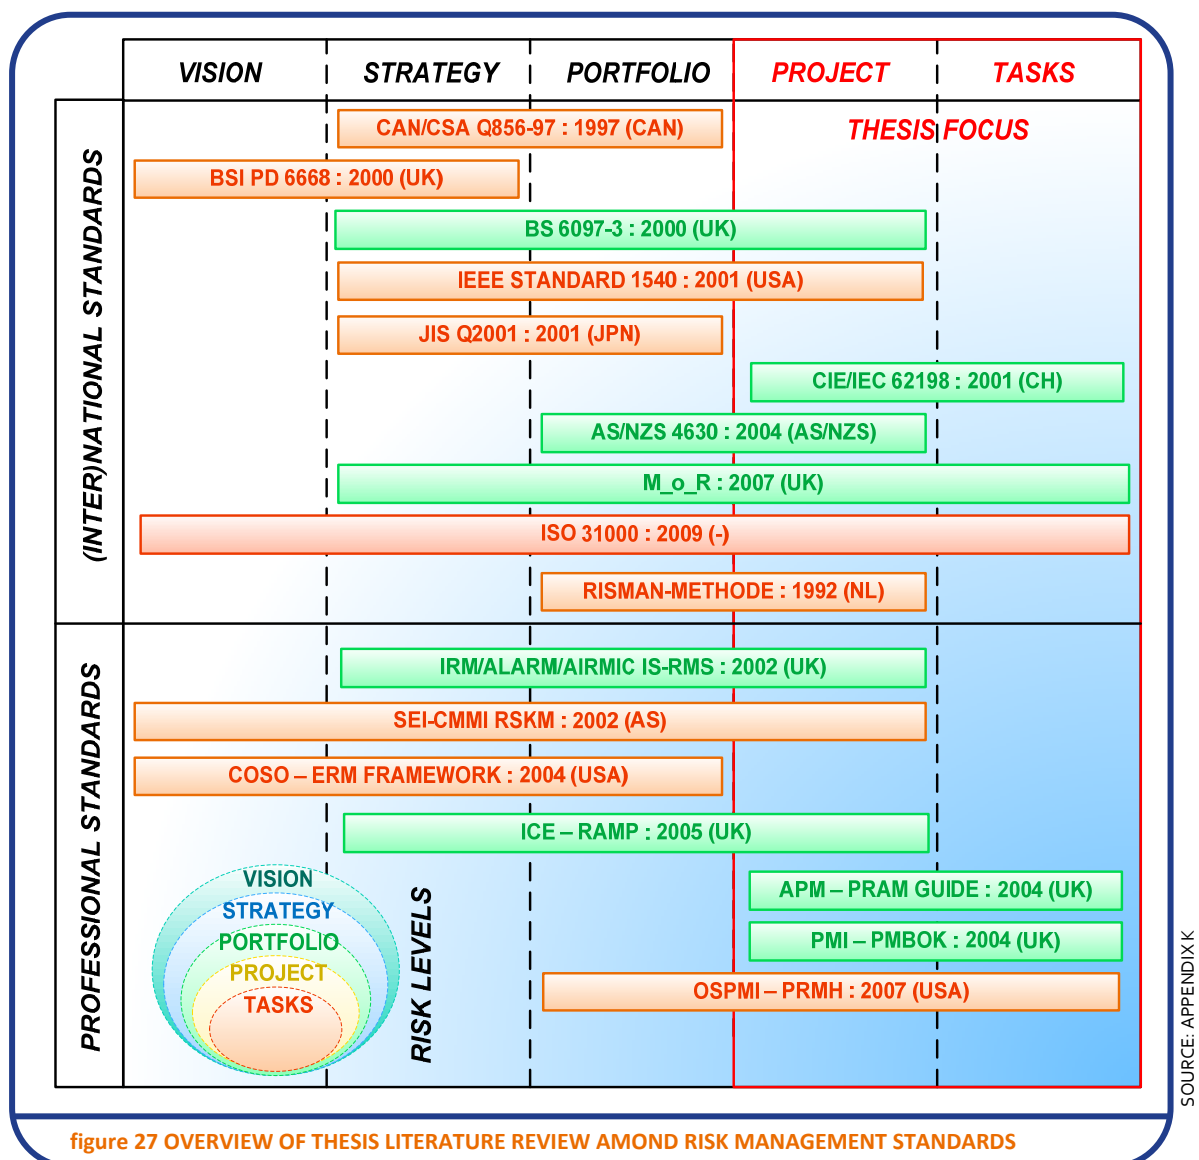 VISION
STRATEGY
PORTFOLIO
PROJECT
TASKS
(INTER)NATIONAL STANDARDS
THESIS FOCUS
CAN/CSA Q856-97 : 1997 (CAN)
BSI PD 6668 : 2000 (UK)
BS 6097-3 : 2000 (UK)
IEEE STANDARD 1540 : 2001 (USA)
JIS Q2001 : 2001 (JPN)
CIE/IEC 62198 : 2001 (CH)
AS/NZS 4630 : 2004 (AS/NZS)
M_o_R : 2007 (UK)
ISO 31000 : 2009 (-)
RISMAN-METHODE : 1992 (NL)
PROFESSIONAL STANDARDS
IRM/ALARM/AIRMIC IS-RMS : 2002 (UK)
SEI-CMMI RSKM : 2002 (AS)
COSO – ERM FRAMEWORK : 2004 (USA)
ICE – RAMP : 2005 (UK)
APM – PRAM GUIDE : 2004 (UK)
PMI – PMBOK : 2004 (UK)
OSPMI – PRMH : 2007 (USA)
VISION
STRATEGY
PORTFOLIO
PROJECT
TASKS
RISK LEVELS
SOURCE: APPENDIX K
figure 27 OVERVIEW OF THESIS LITERATURE REVIEW AMOND RISK MANAGEMENT STANDARDS